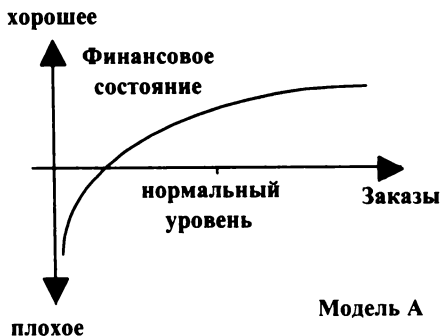 хорошее
Финансовое
состояние
нормальный
уровень
Заказы
плохое
Модель А